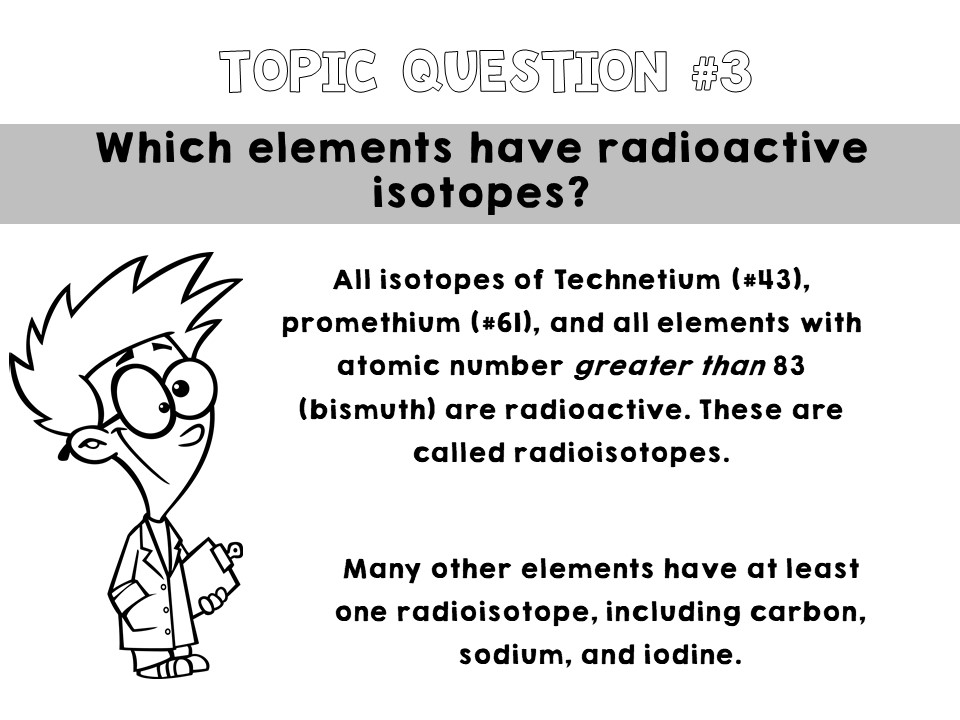 TOPIC QUESTION #3
Which elements have radioactive
isotopes?
All isotopes of Technetium (#43),
promethium (#61), and all elements with
atomic number greater than 83
(bismuth) are radioactive. These are
called radioisotopes.
Many other elements have at least
one radioisotope, including carbon,
sodium, and iodine.